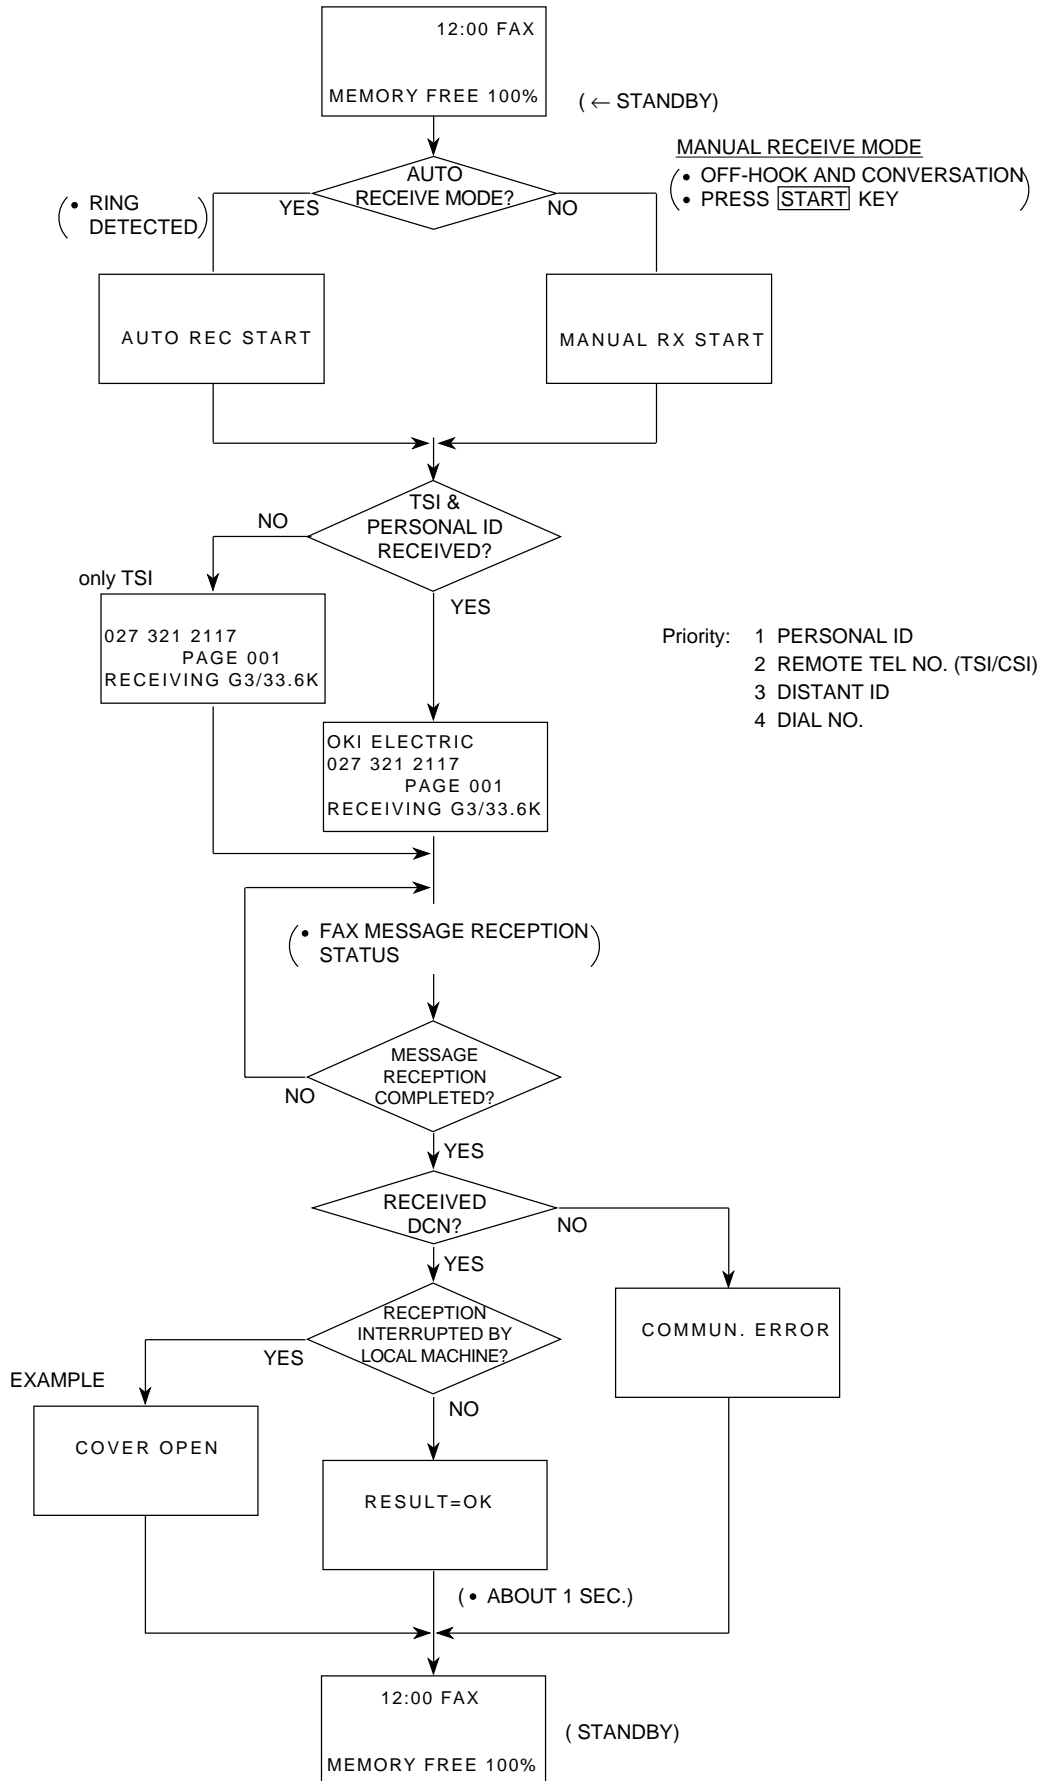 12:00 FAX
MEMORY FREE 100%
( ← STANDBY)
MANUAL RECEIVE MODE
• OFF-HOOK AND CONVERSATION
• PRESS START KEY
AUTO
RECEIVE MODE?
YES
NO
• RING
DETECTED
AUTO REC START
MANUAL RX START
TSI &
PERSONAL ID
RECEIVED?
NO
YES
only TSI
027 321 2117
PAGE 001
RECEIVING G3/33.6K
Priority: 1 PERSONAL ID
2 REMOTE TEL NO. (TSI/CSI)
3 DISTANT ID
4 DIAL NO.
OKI ELECTRIC
027 321 2117
PAGE 001
RECEIVING G3/33.6K
• FAX MESSAGE RECEPTION
STATUS
MESSAGE
RECEPTION
COMPLETED?
NO
YES
RECEIVED
DCN?
NO
YES
RECEPTION
INTERRUPTED BY
LOCAL MACHINE?
YES
NO
COMMUN. ERROR
EXAMPLE
COVER OPEN
RESULT=OK
( • ABOUT 1 SEC.)
12:00 FAX
MEMORY FREE 100%
( STANDBY)